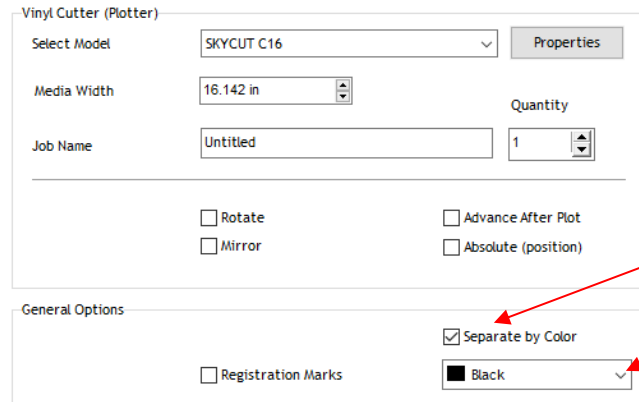 Vinyl Cutter (Plotter)
Select Model SKYCUT C16 Properties
Media Width 16.142 in
Quantity
Job Name Untitled 1
Rotate Advance After Plot
Mirror Absolute (position)
General Options
Separate by Color
Registration Marks Black